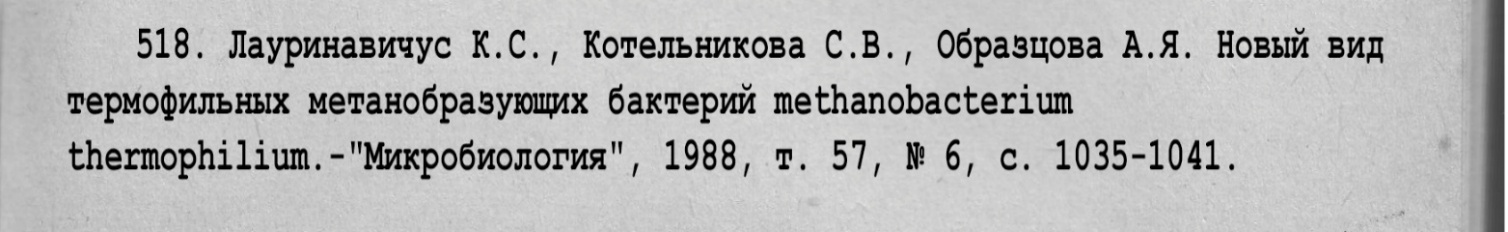 518. Лауринавичус К.С., Котельникова С.В., Образцова А.Я. Новый вид
термофильных метанобразующих бактерий methanobacterium
thermophilium.-"Микробиология", 1988, т. 57, № 6, с. 1035-1041.